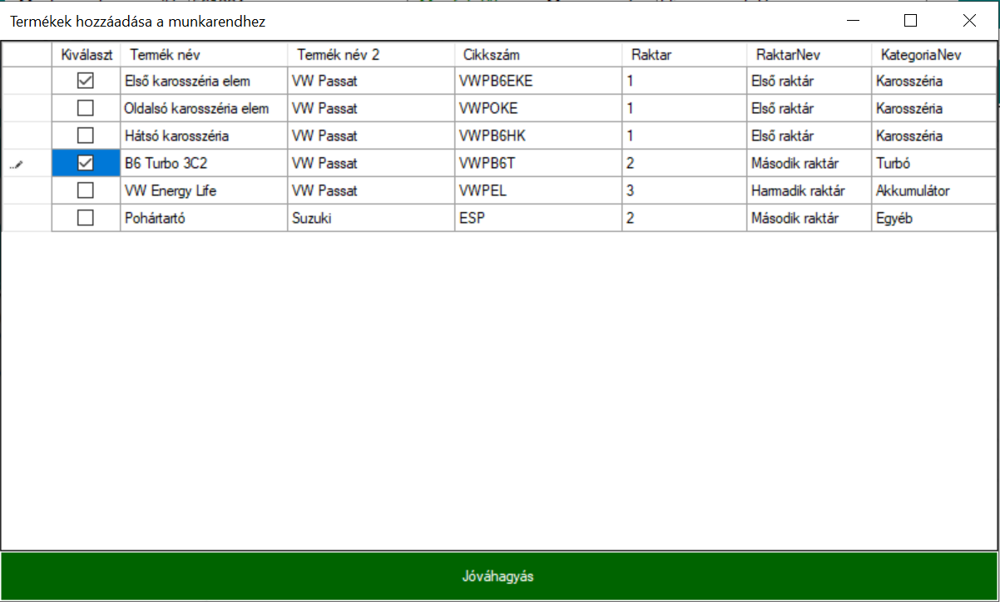 Termékek hozzáadása a munkarendhez
Kiválaszt Termék név Termék név 2 Cikkszám Raktar RaktarNev KategoriaNev
Első karosszéria elem VW Passat VWPB6EKE 1 Első raktár Karosszéria
Oldalsó karosszéria elem VW Passat VWPOKE 1 Első raktár Karosszéria
Hátsó karosszéria VW Passat VWPB6HK 1 Első raktár Karosszéria
B6 Turbo 3C2 VW Passat VWPB6T 2 Második raktár Turbó
VW Energy Life VW Passat VWPEL 3 Harmadik raktár Akkumulátor
Pohártartó Suzuki ESP 2 Második raktár Egyéb
Jóváhagyás